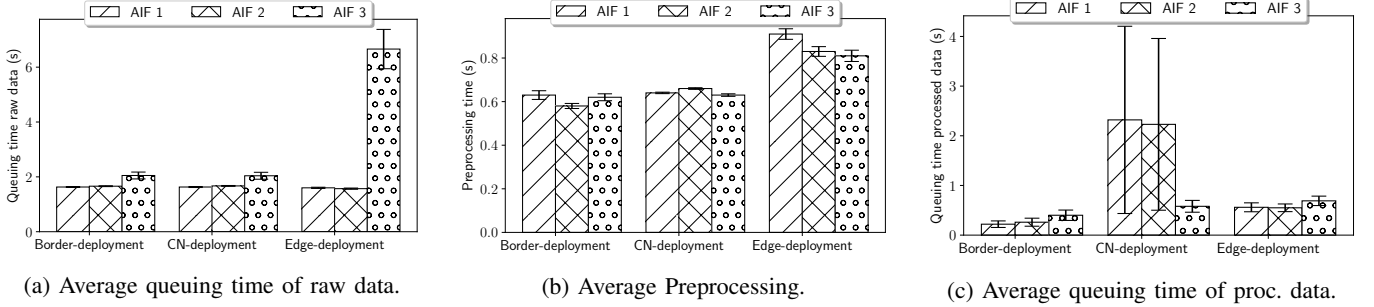 AIF 1 AIF 2 AIF 3
Queuing time raw data (s)
6
4
2
0
Border-deployment CN-deployment Edge-deployment
(a) Average queuing time of raw data.
AIF 1 AIF 2 AIF 3
Preprocessing time (s)
0.8
0.6
0.4
0.2
0.0
Border-deployment CN-deployment Edge-deployment
(b) Average Preprocessing.
AIF 1 AIF 2 AIF 3
Queuing time processed data (s)
4
3
2
1
0
Border-deployment CN-deployment Edge-deployment
(c) Average queuing time of proc. data.